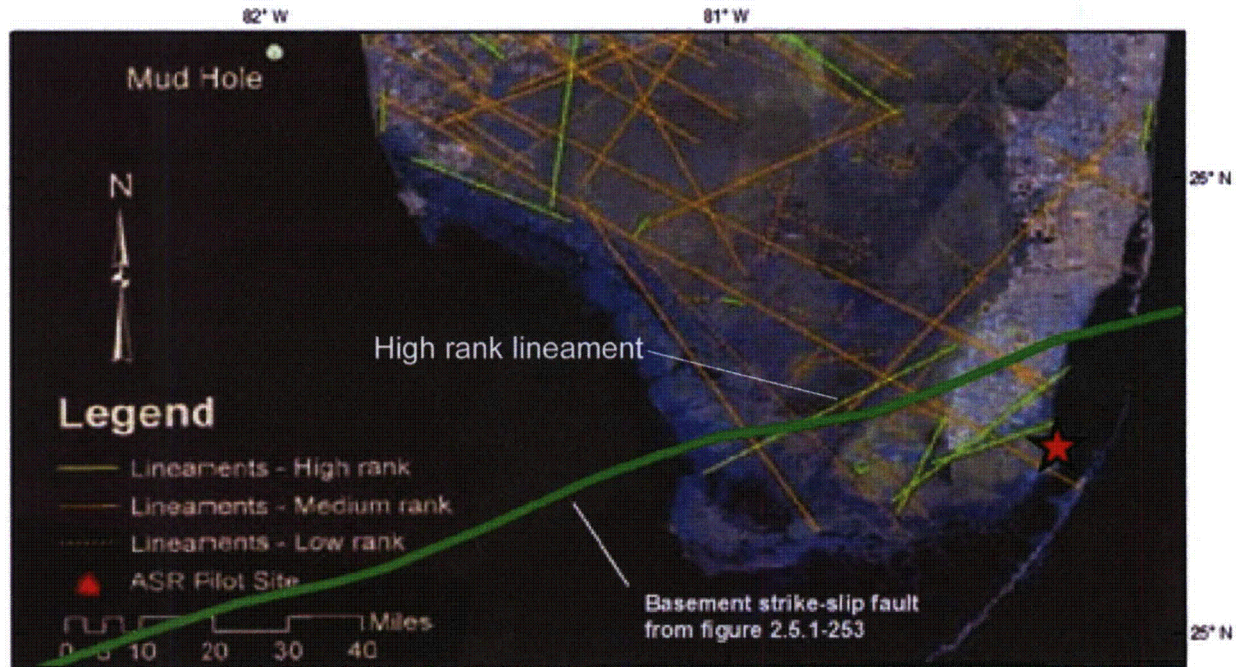 82° W
81° W
Mud Hole
N
26° N
High rank lineament
Legend
Lineaments - High rank
Lineaments - Medium rank
Lineaments - Low rank
ASR Pilot Site
Miles
0 5 10 20 30 40
Basement strike-slip fault
from figure 2.5.1-253
25° N